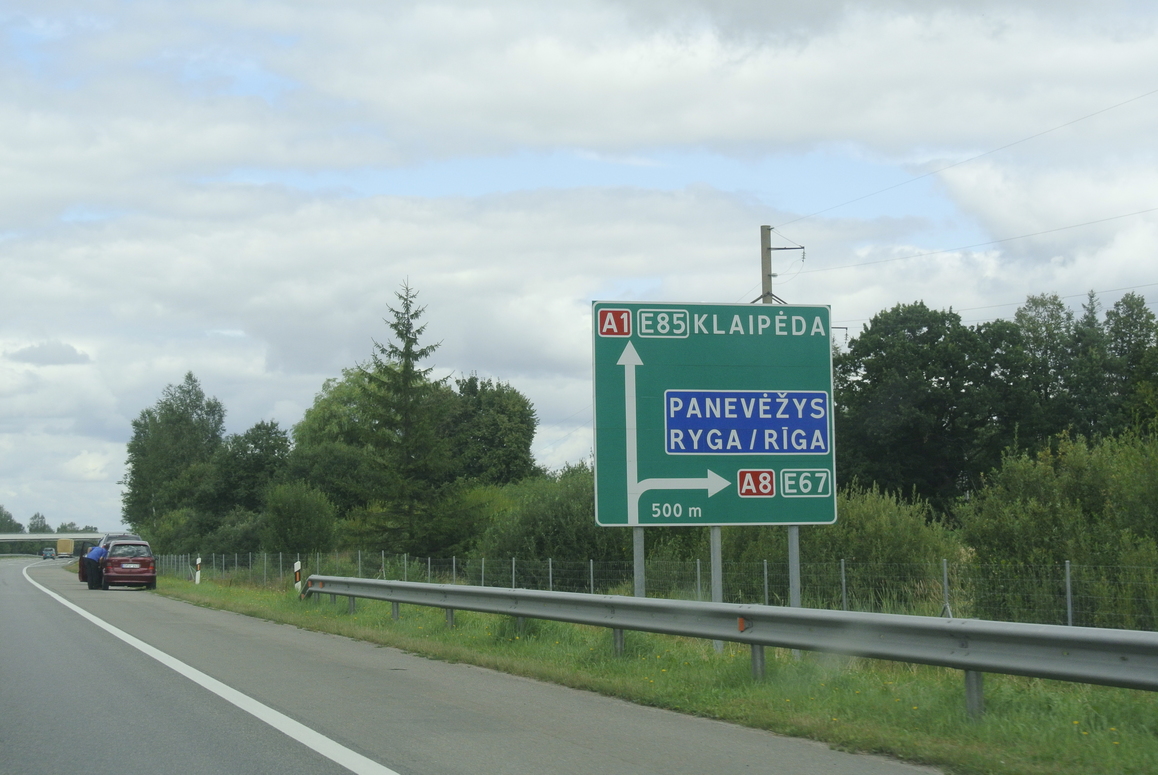 A1 E85 KLAIPĖDA
PANEVĖŽYS
RYGA / RĪGA
A8 E67
500 m